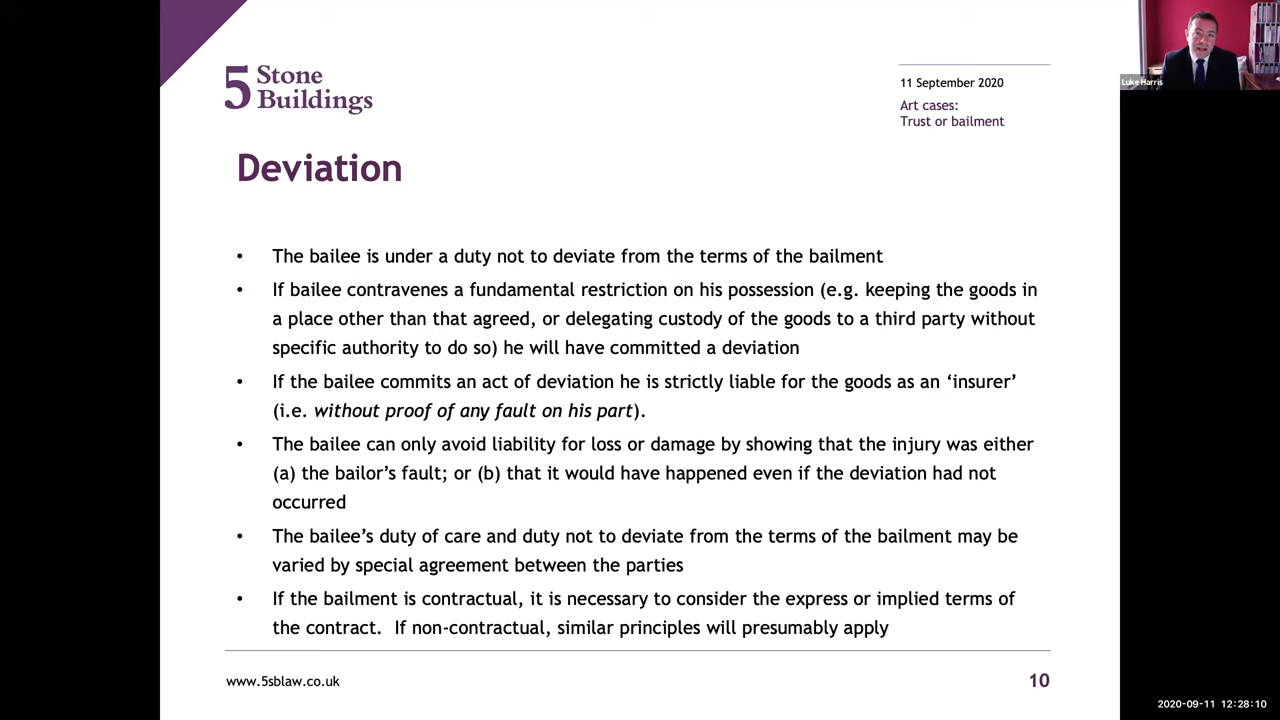 5 Stone
Buildings
11 September 2020
Art cases:
Trust or bailment
Luke Harris
Deviation
• The bailee is under a duty not to deviate from the terms of the bailment
• If bailee contravenes a fundamental restriction on his possession (e.g. keeping the goods in
a place other than that agreed, or delegating custody of the goods to a third party without
specific authority to do so) he will have committed a deviation
• If the bailee commits an act of deviation he is strictly liable for the goods as an ‘insurer’
(i.e. without proof of any fault on his part).
• The bailee can only avoid liability for loss or damage by showing that the injury was either
(a) the bailor’s fault; or (b) that it would have happened even if the deviation had not
occurred
• The bailee’s duty of care and duty not to deviate from the terms of the bailment may be
varied by special agreement between the parties
• If the bailment is contractual, it is necessary to consider the express or implied terms of
the contract.  If non-contractual, similar principles will presumably apply
www.5sblaw.co.uk
10
2020-09-11 12:28:10